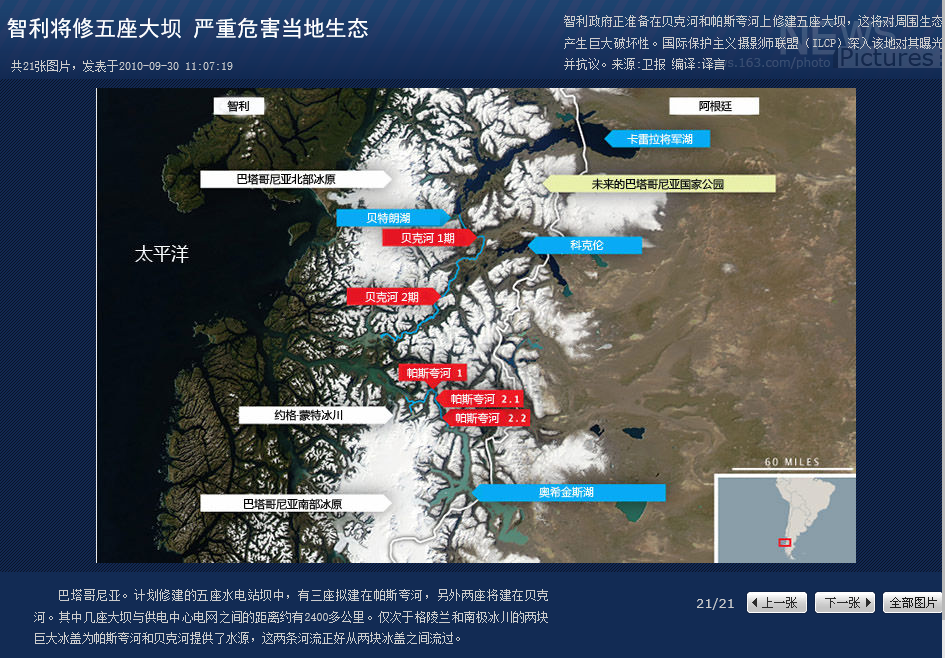 智利将修五座大坝 严重危害当地生态
共21张图片，发表于2010-09-30 11:07:19
智利政府正准备在贝克河和帕斯夸河上修建五座大坝，这将对周围生态
产生巨大破坏性。国际保护主义摄影师联盟（ILCP）深入该地对其曝光
并抗议。来源:卫报 编译:译言
NEWS
s.163.com/photo
Pictures
智利
阿根廷
卡雷拉将军湖
巴塔哥尼亚北部冰原
未来的巴塔哥尼亚国家公园
贝特朗湖
贝克河 1期
科克伦
太平洋
贝克河 2期
帕斯夸河 1
帕斯夸河 2.1
约格·蒙特冰川
帕斯夸河 2.2
60 MILES
奥希金斯湖
巴塔哥尼亚南部冰原
巴塔哥尼亚。计划修建的五座水电站坝中，有三座拟建在帕斯夸河，另外两座将建在贝克
河。其中几座大坝与供电中心电网之间的距离约有2400多公里。仅次于格陵兰和南极冰川的两块
巨大冰盖为帕斯夸河和贝克河提供了水源，这两条河流正好从两块冰盖之间流过。
21/21
上一张
下一张
全部图片